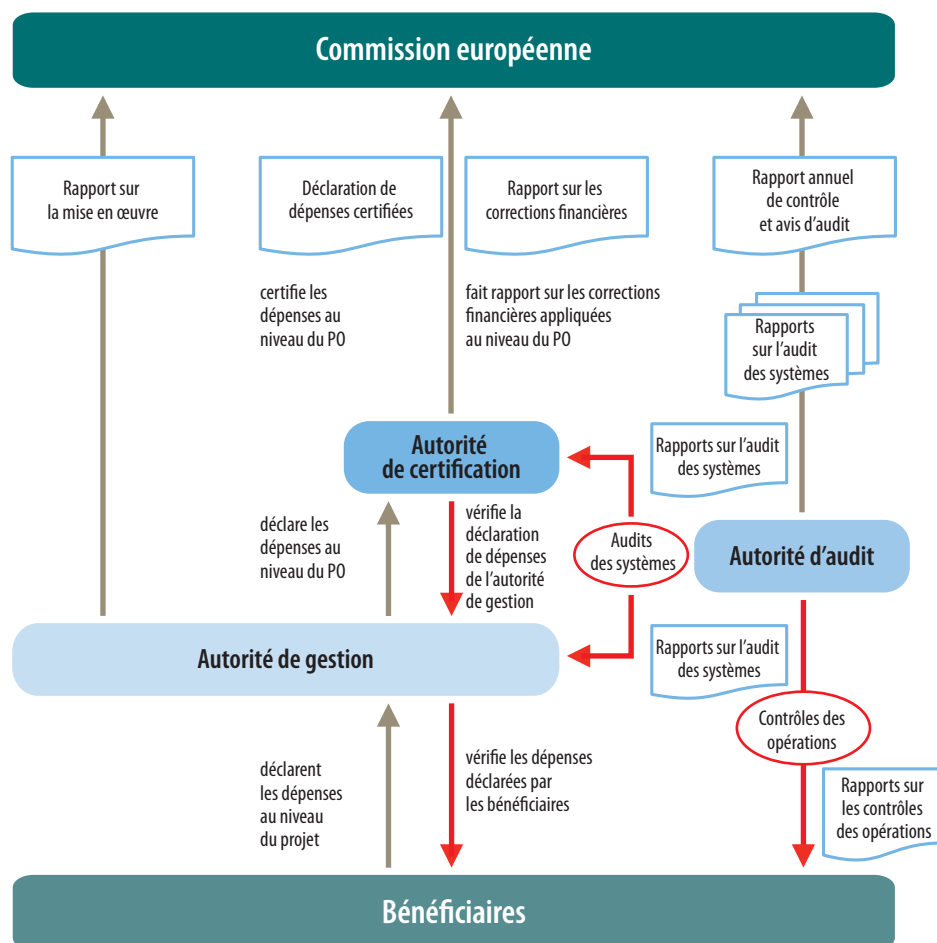 Commission européenne
Rapport sur
la mise en œuvre
Déclaration de
dépenses certifiées
Rapport sur les
corrections financières
Rapport annuel
de contrôle
et avis d'audit
certifie les
dépenses au
niveau du PO
fait rapport sur les corrections
financières appliquées
au niveau du PO
Rapports
sur l'audit
des systèmes
Autorité
de certification
Rapports sur l'audit
des systèmes
déclare les
dépenses au
niveau du PO
vérifie la
déclaration
de dépenses
de l'autorité
de gestion
Audits
des systèmes
Autorité d'audit
Autorité de gestion
Rapports sur l'audit
des systèmes
Contrôles des
opérations
déclarent
les dépenses
au niveau
du projet
vérifie les dépenses
déclarées par
les bénéficiaires
Rapports sur
les contrôles
des opérations
Bénéficiaires